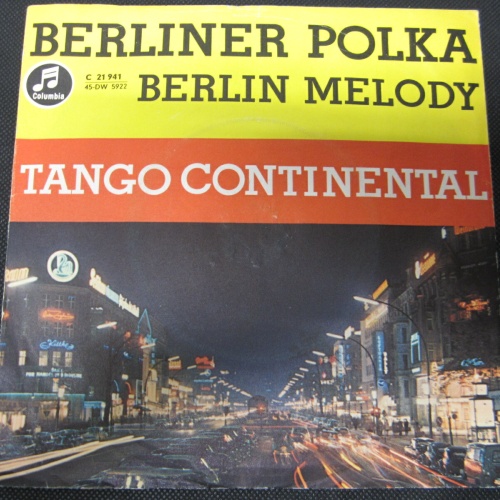 BERLINER POLKA
C 21 941
45-DW 5922
Columbia
BERLIN MELODY
TANGO CONTINENTAL